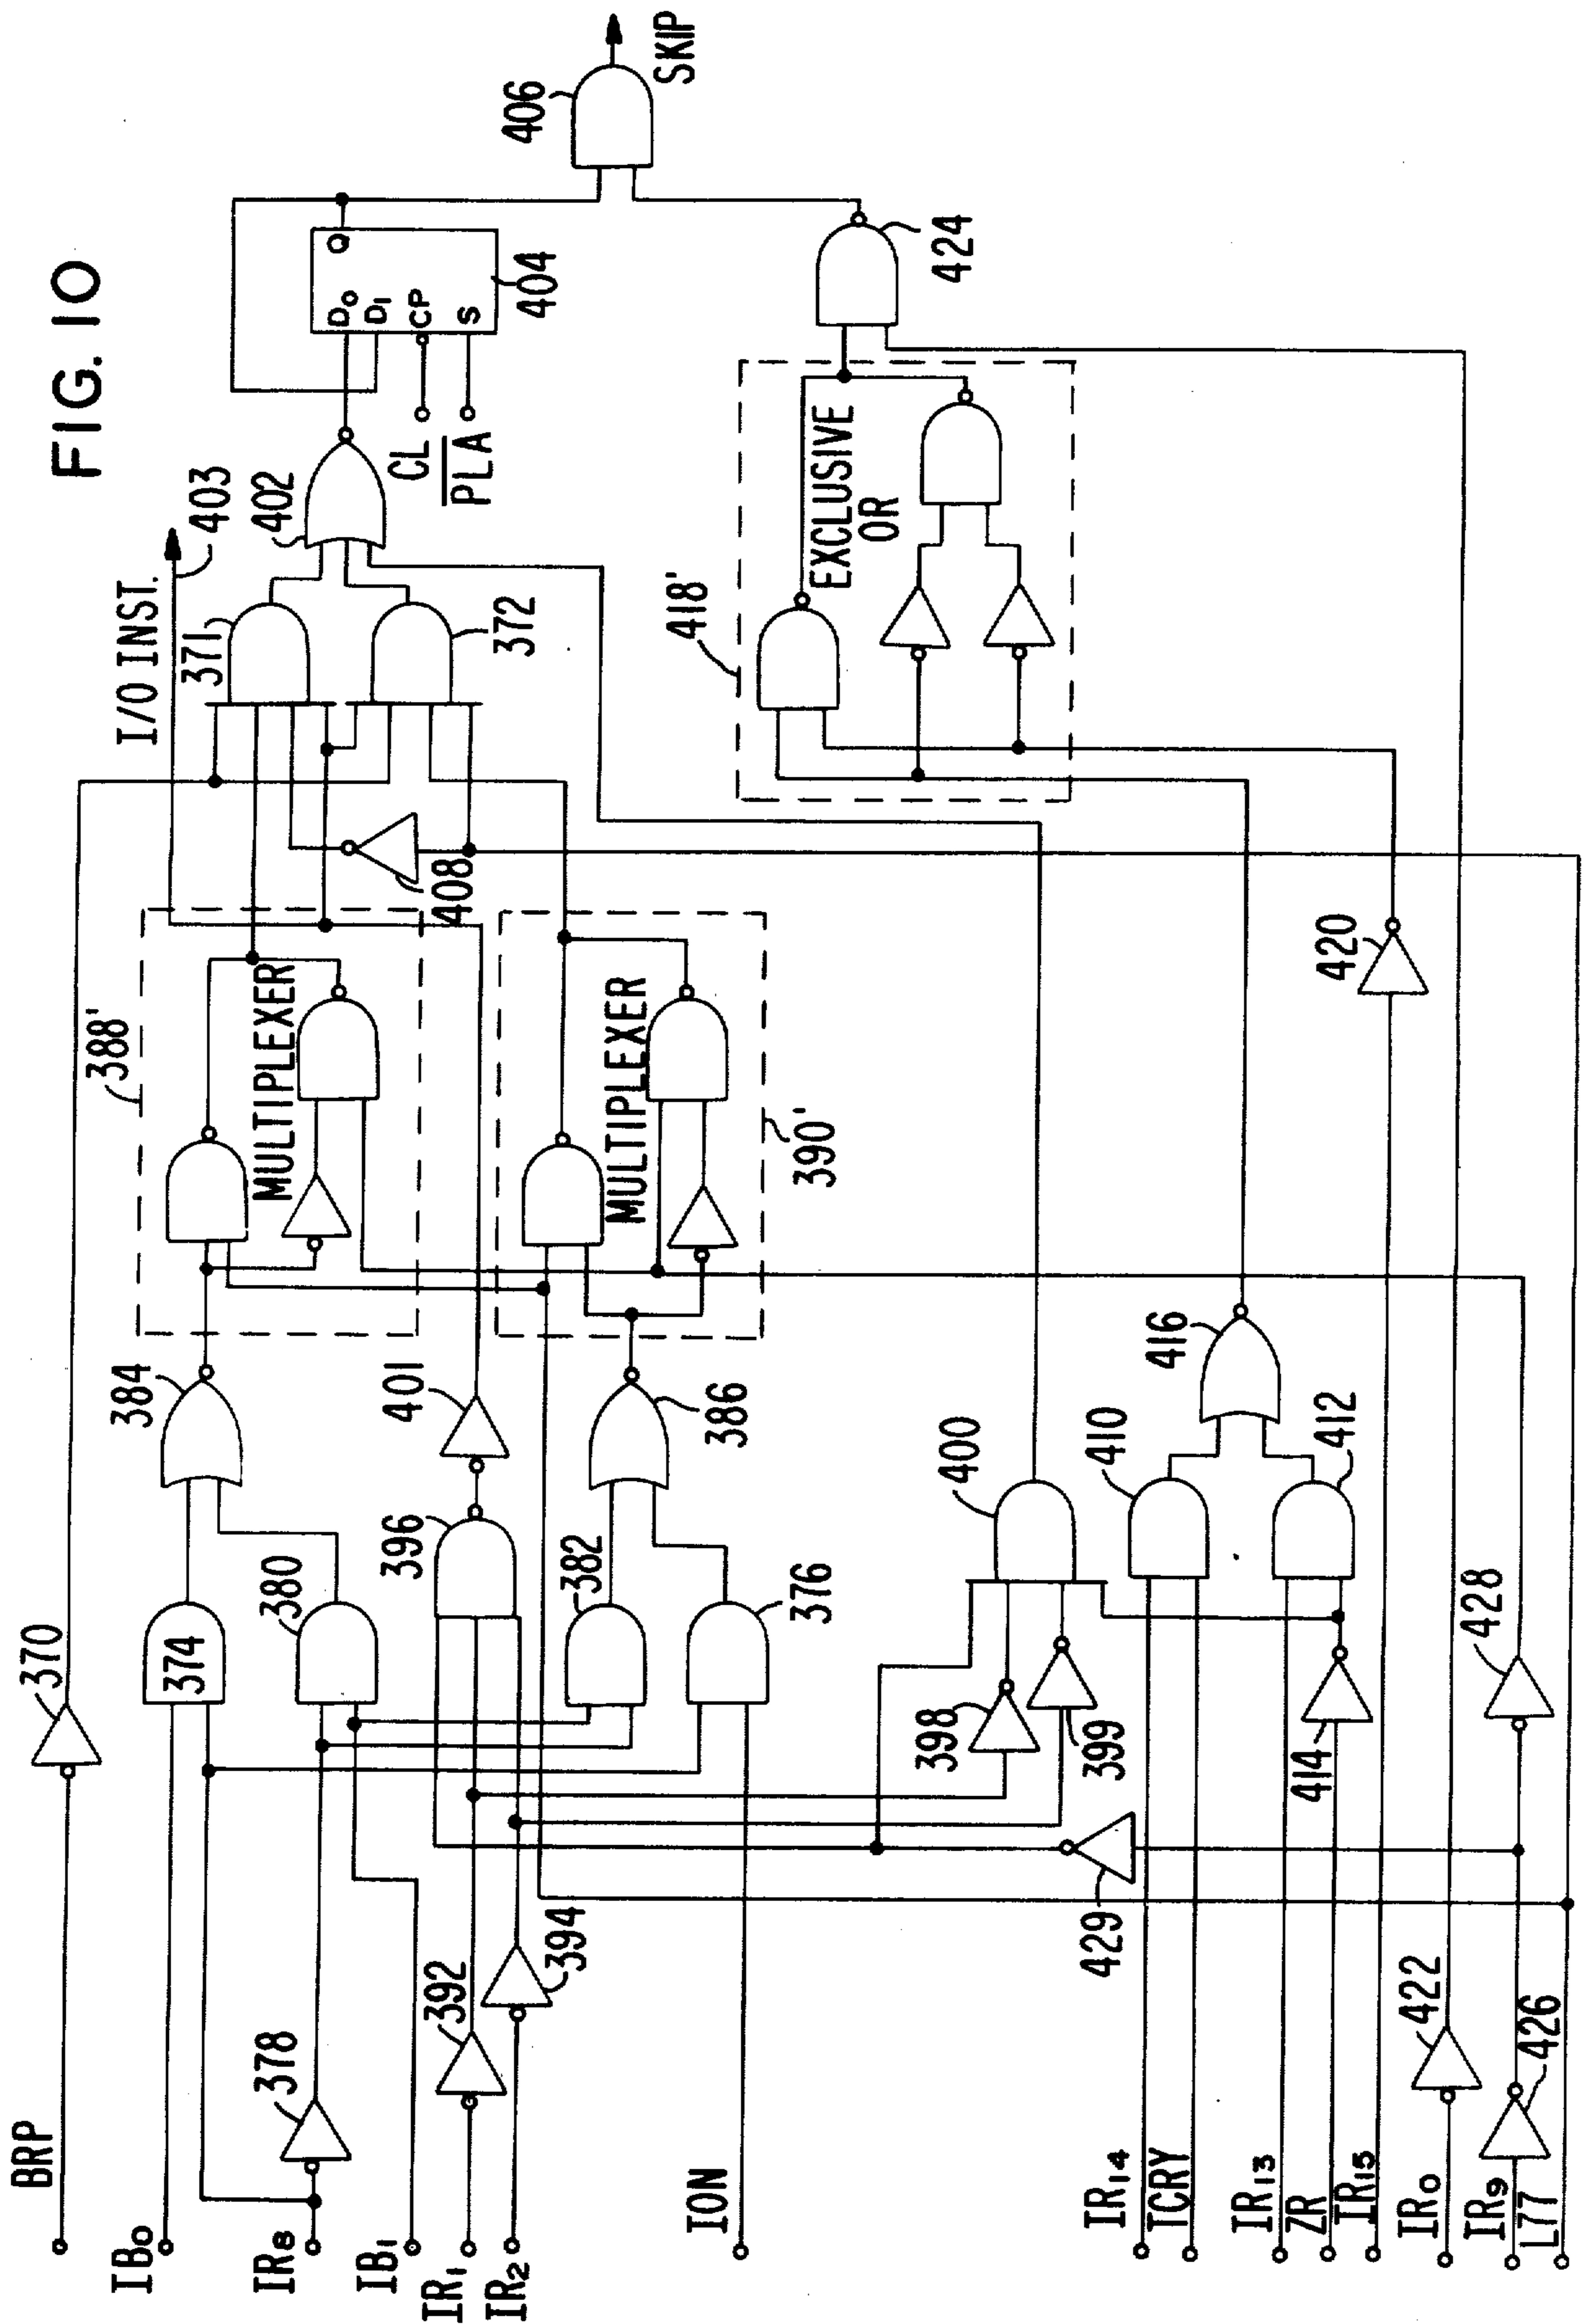 FIG. 10
BRP
IB0
IR8
IB1
IR1
IR2
ION
IR14
ICRY
IR13
ZR
IR15
IR0
IR9
L77
370
374
378
380
384
388'
MULTIPLEXER
I/O INST.
403
371
402
372
408
D0
D1
CP
S
Q
404
CL
PLA
406
SKIP
392
394
396
401
382
376
386
MULTIPLEXER
390'
398
399
400
410
412
414
416
418'
EXCLUSIVE
OR
420
424
422
426
428
429